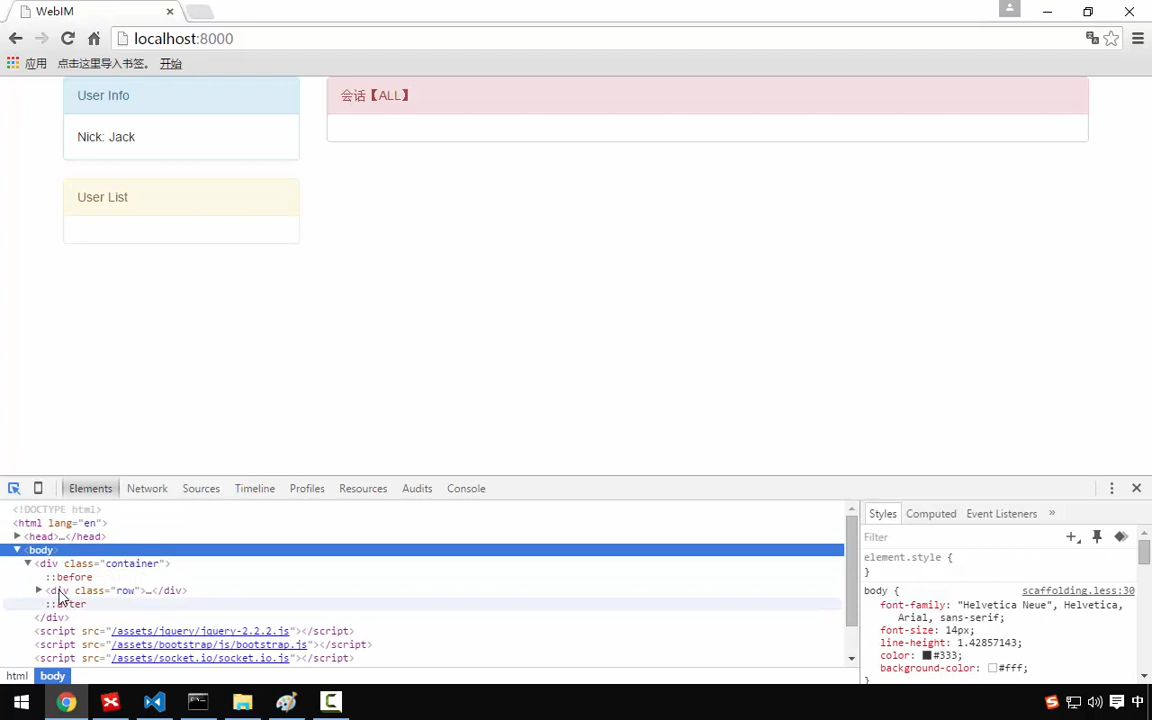 WebIM
localhost:8000
应用 点击这里导入书签。 开始
User Info
Nick: Jack
User List
会话【ALL】
Elements Network Sources Timeline Profiles Resources Audits Console
<!DOCTYPE html>
<html lang="en">
<head>…</head>
<body>
<div class="container">
::before
<div class="row">…</div>
::after
</div>
<script src="/assets/jquery/jquery-2.2.2.js"></script>
<script src="/assets/bootstrap/js/bootstrap.js"></script>
<script src="/assets/socket.io/socket.io.js"></script>
html body
Styles Computed Event Listeners »
Filter
element.style {
}
body { scaffolding.less:30
font-family: "Helvetica Neue", Helvetica,
Arial, sans-serif;
font-size: 14px;
line-height: 1.42857143;
color: #333;
background-color: #fff;
}
中